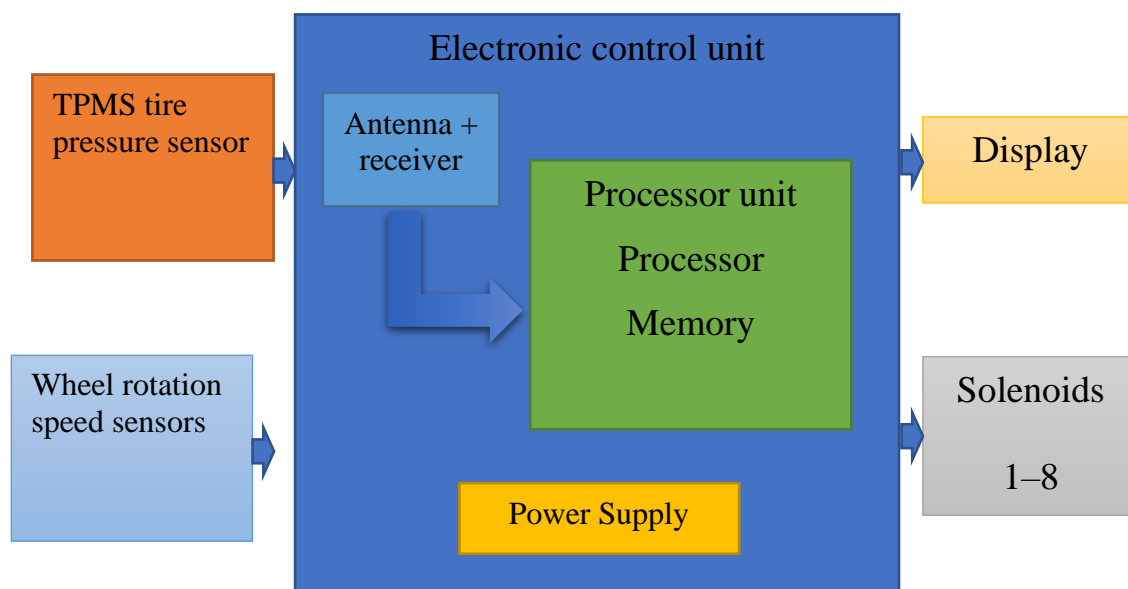 Electronic control unit
TPMS tire
pressure sensor
Antenna +
receiver
Processor unit
Processor
Memory
Display
Wheel rotation
speed sensors
Solenoids
1–8
Power Supply